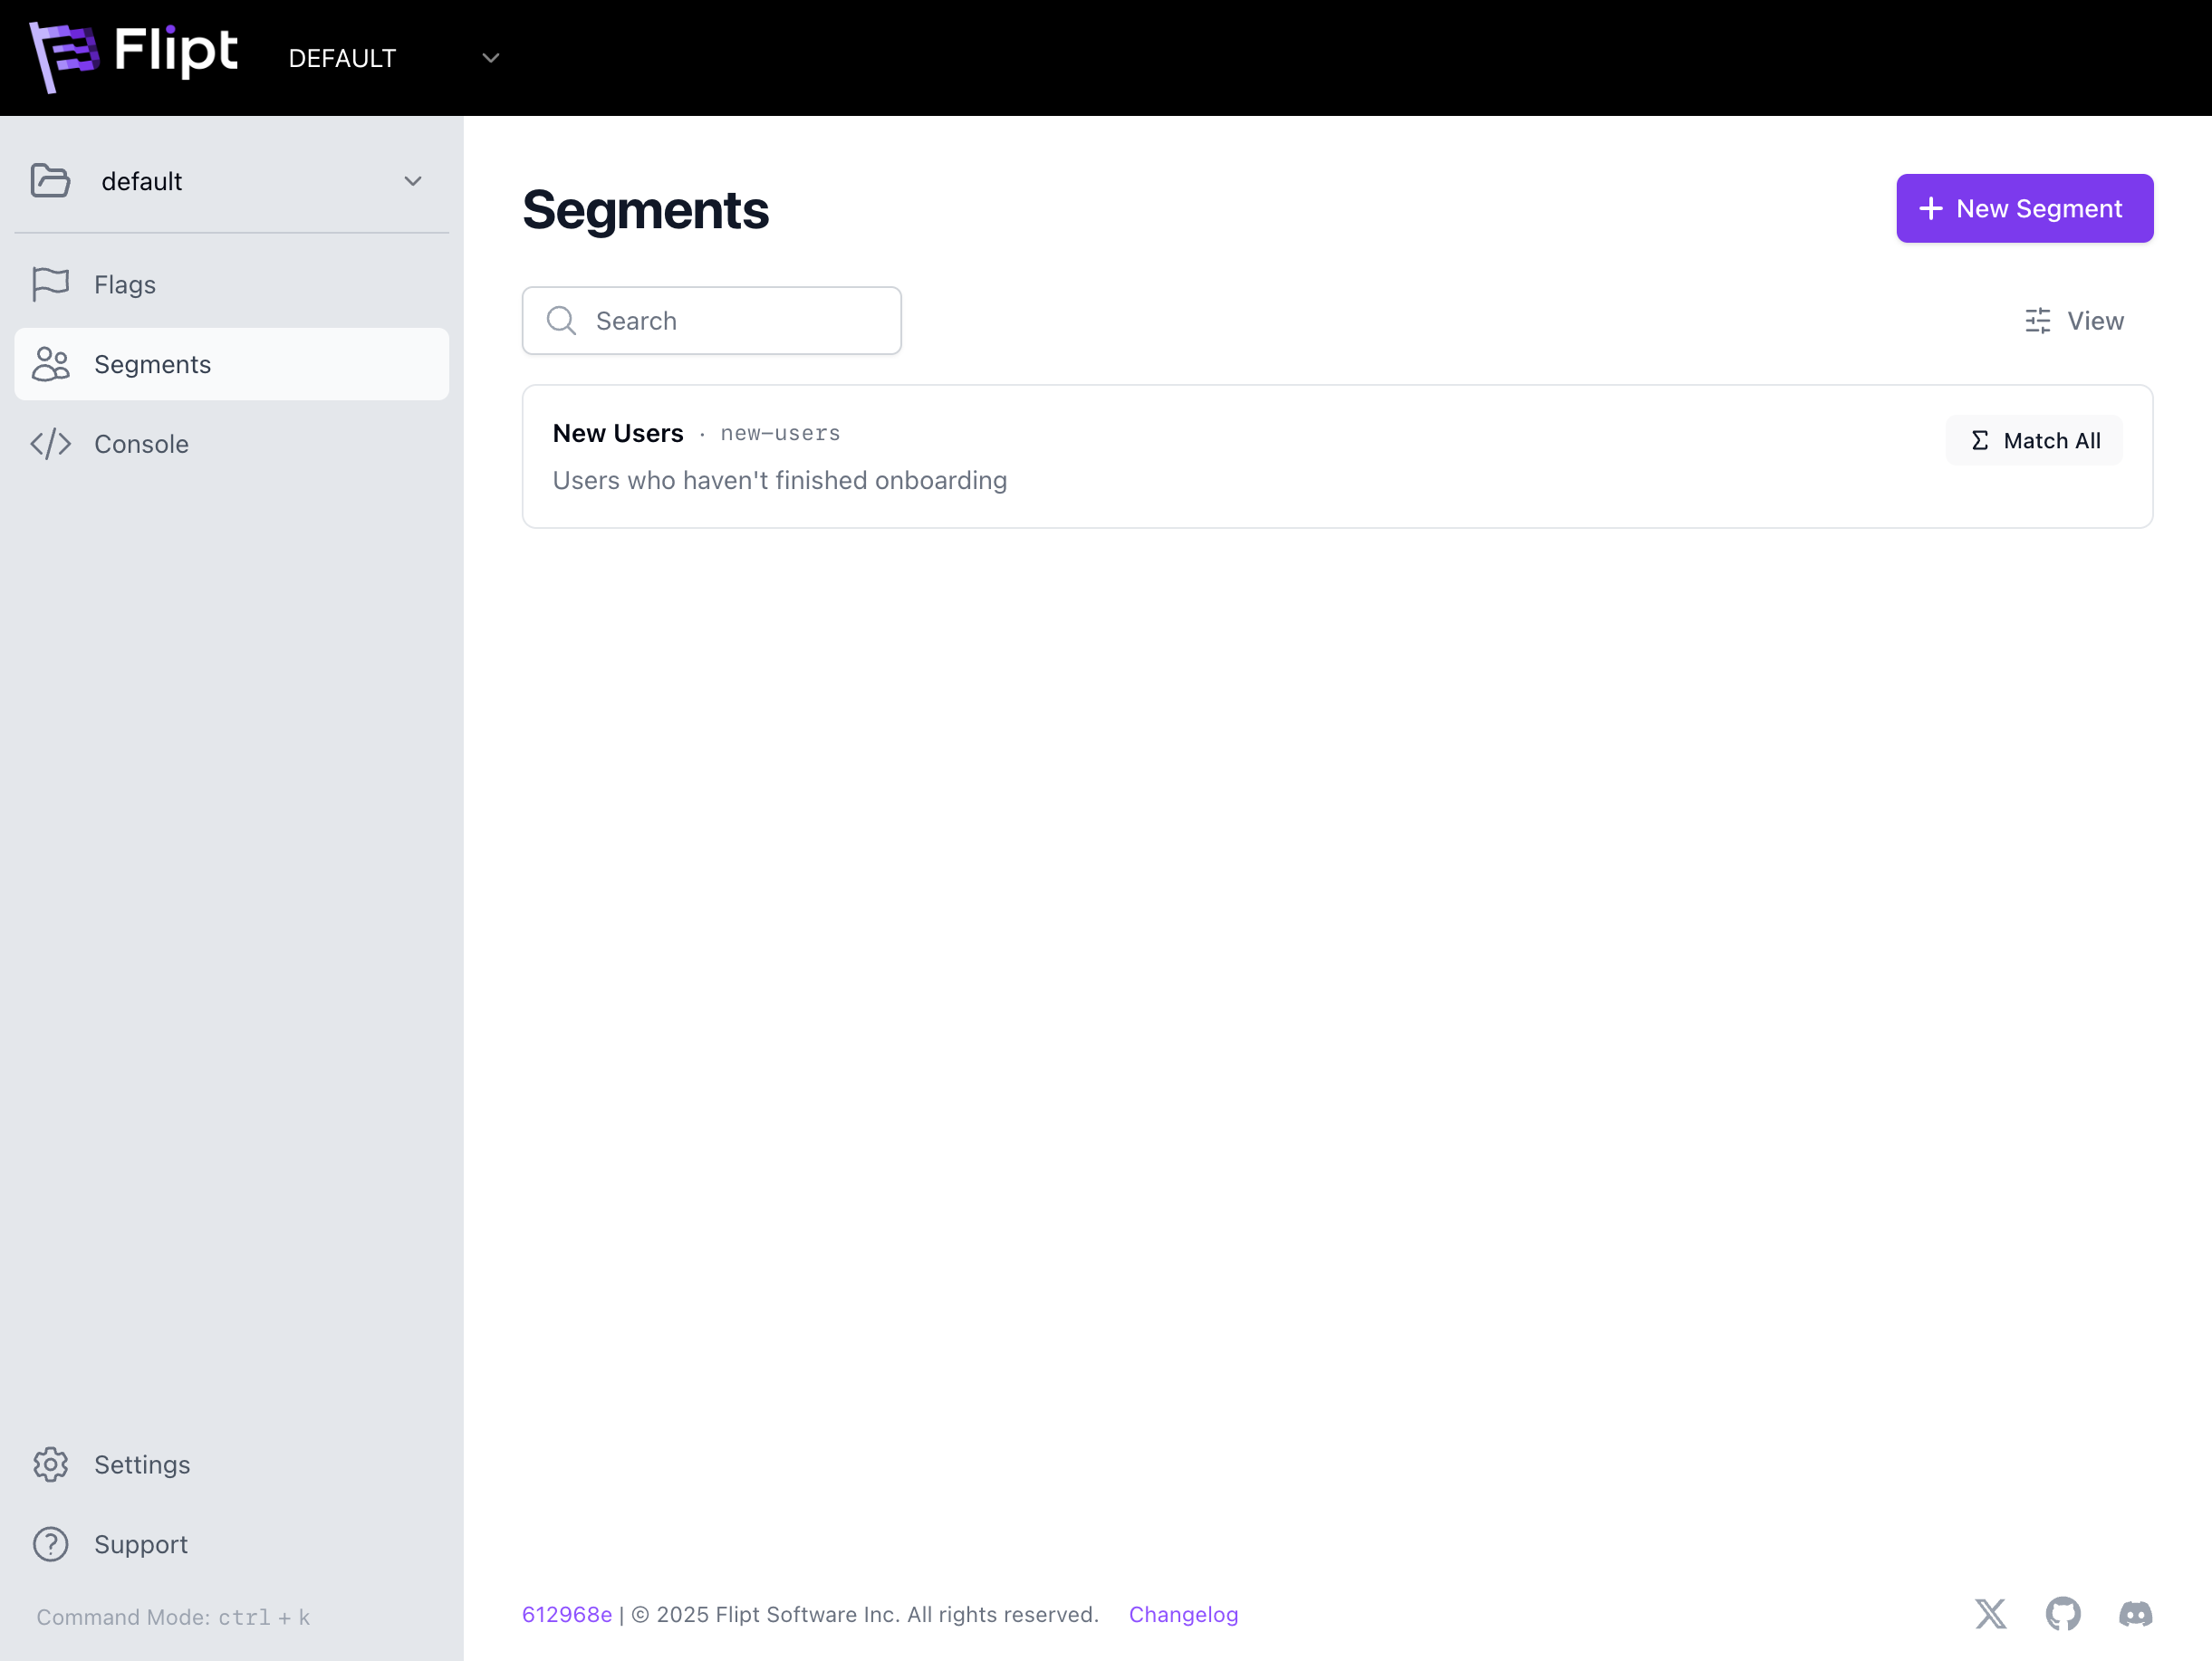 Flipt
DEFAULT
default
Flags
Segments
Console
Settings
Support
Command Mode: ctrl + k
Segments
New Segment
Search
View
New Users · new-users
Match All
Users who haven't finished onboarding
612968e | © 2025 Flipt Software Inc. All rights reserved. Changelog